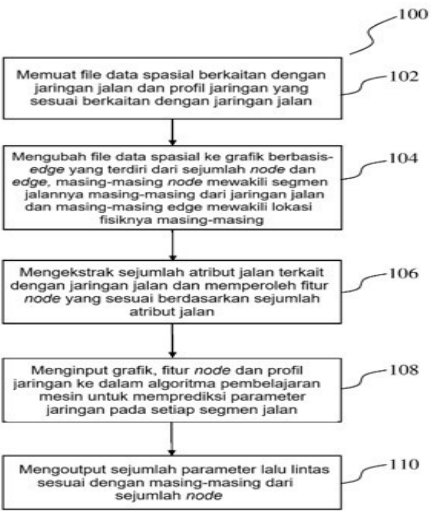 100
Memuat file data spasial berkaitan dengan
jaringan jalan dan profil jaringan yang
sesuai berkaitan dengan jaringan jalan
102
Mengubah file data spasial ke grafik berbasis-
edge yang terdiri dari sejumlah node dan
edge, masing-masing node mewakili segmen
jalannya masing-masing dari jaringan jalan
dan masing-masing edge mewakili lokasi
fisiknya masing-masing
104
Mengekstrak sejumlah atribut jalan terkait
dengan jaringan jalan dan memperoleh fitur
node yang sesuai berdasarkan sejumlah
atribut jalan
106
Menginput grafik, fitur node dan profil
jaringan ke dalam algoritma pembelajaran
mesin untuk memprediksi parameter
jaringan pada setiap segmen jalan
108
Mengoutput sejumlah parameter lalu lintas
sesuai dengan masing-masing dari
sejumlah node
110